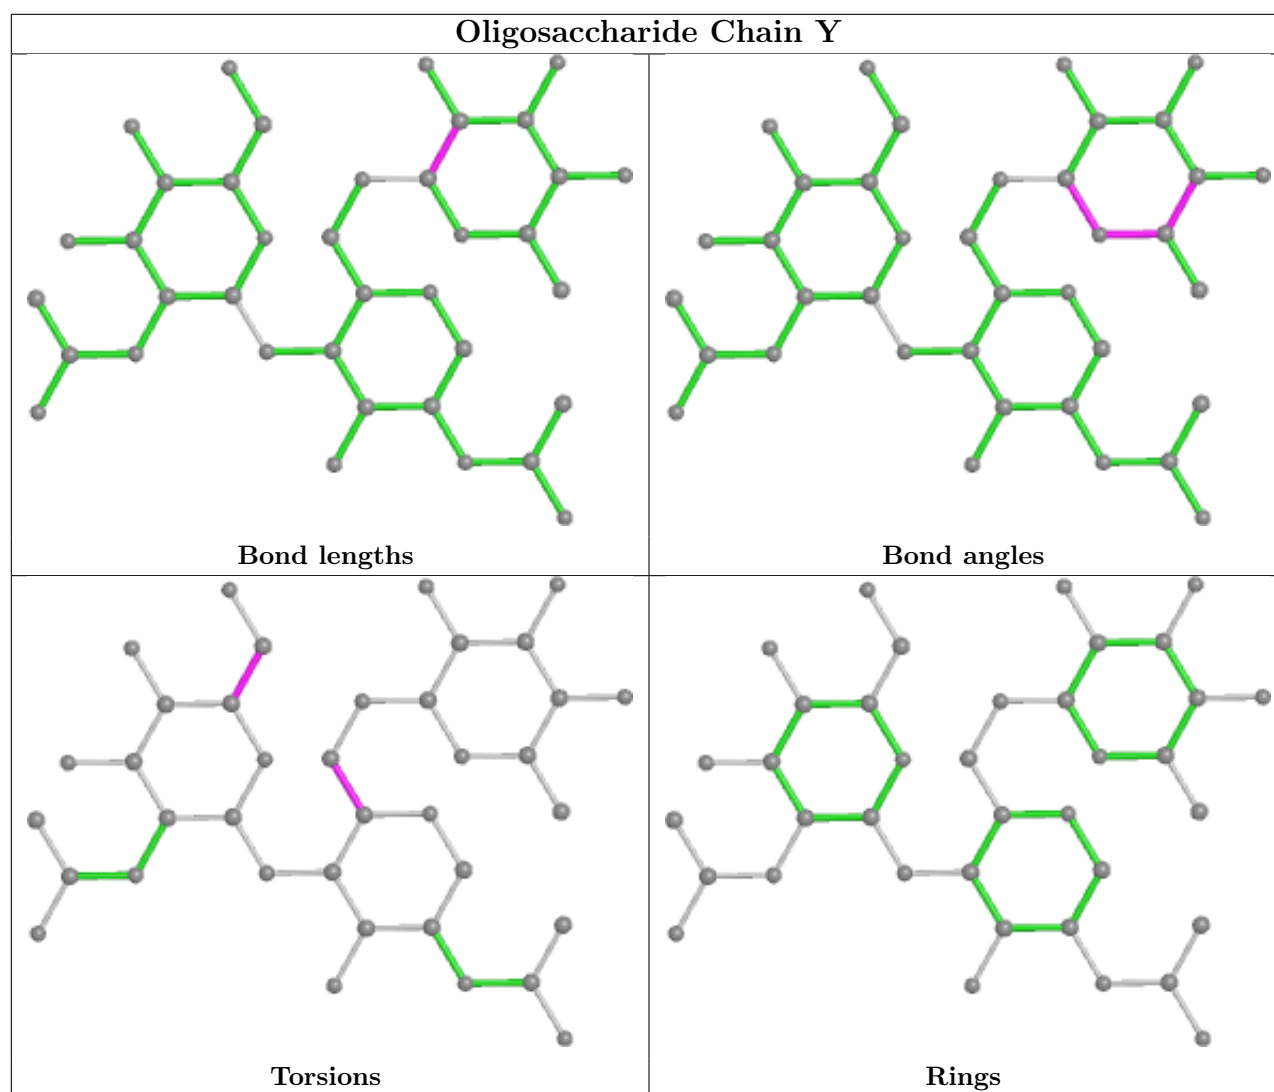 Oligosaccharide Chain Y
Bond lengths
Bond angles
Torsions
Rings